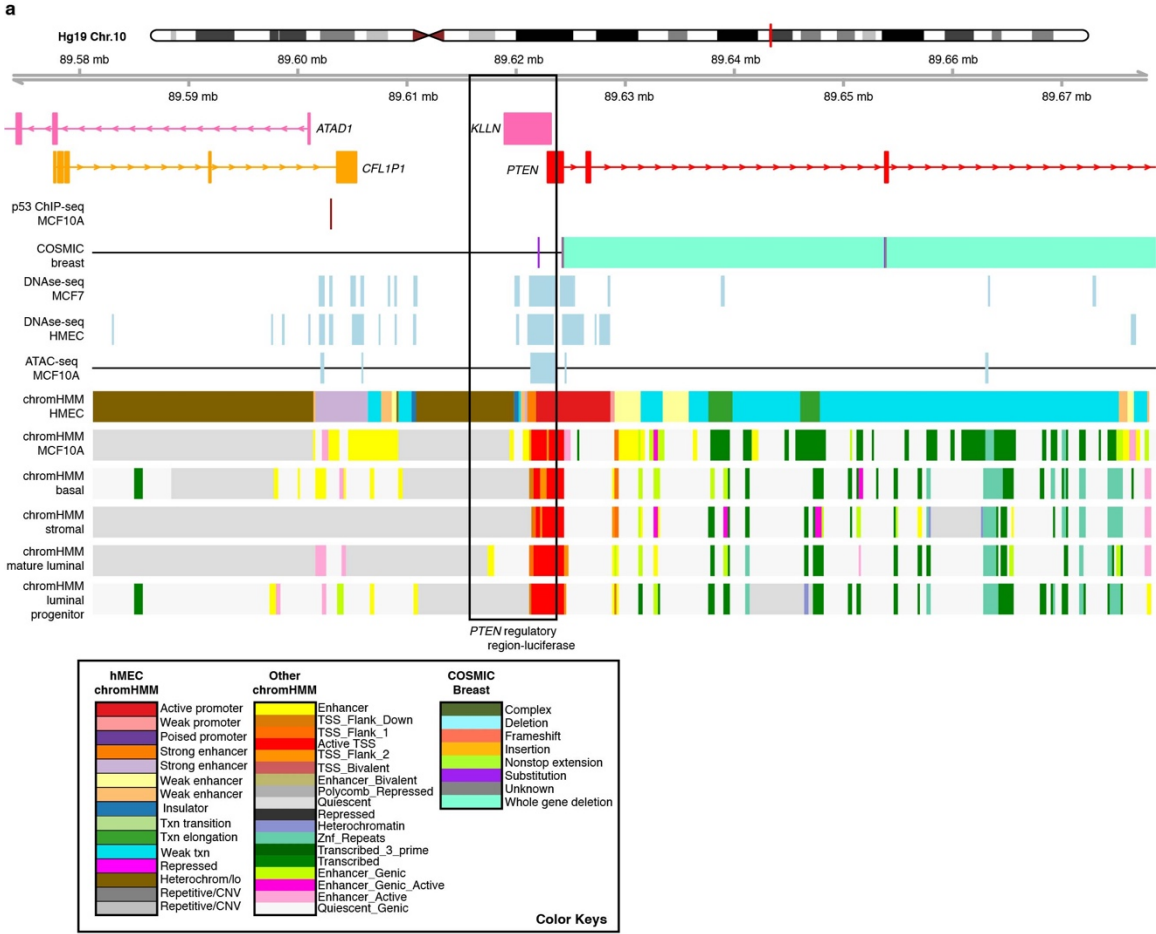 a
Hg19 Chr.10
89.58 mb 89.60 mb 89.62 mb 89.64 mb 89.66 mb
89.59 mb 89.61 mb 89.63 mb 89.65 mb 89.67 mb
ATAD1
KLLN
CFL1P1
PTEN
p53 ChIP-seq
MCF10A
COSMIC
breast
DNAse-seq
MCF7
DNAse-seq
HMEC
ATAC-seq
MCF10A
chromHMM
HMEC
chromHMM
MCF10A
chromHMM
basal
chromHMM
stromal
chromHMM
mature luminal
chromHMM
luminal
progenitor
PTEN regulatory
region-luciferase
hMEC
chromHMM
Active promoter
Weak promoter
Poised promoter
Strong enhancer
Strong enhancer
Weak enhancer
Weak enhancer
Insulator
Txn transition
Txn elongation
Weak txn
Repressed
Heterochrom/lo
Repetitive/CNV
Repetitive/CNV
Other
chromHMM
Enhancer
TSS_Flank_Down
TSS_Flank_1
Active TSS
TSS_Flank_2
TSS_Bivalent
Enhancer_Bivalent
Polycomb_Repressed
Quiescent
Repressed
Heterochromatin
Znf_Repeats
Transcribed_3_prime
Transcribed
Enhancer_Genic
Enhancer_Genic_Active
Enhancer_Active
Quiescent_Genic
COSMIC
Breast
Complex
Deletion
Frameshift
Insertion
Nonstop extension
Substitution
Unknown
Whole gene deletion
Color Keys